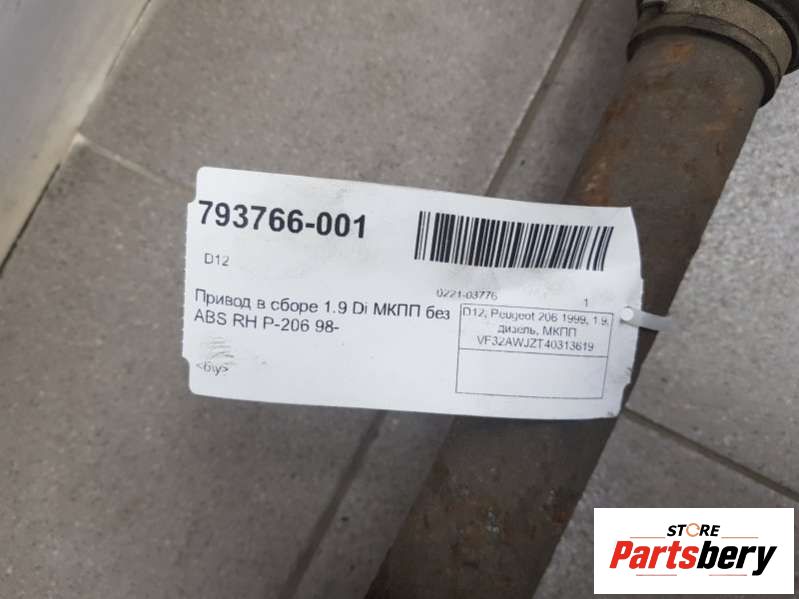 793766-001
D12
0221-03776 1
Привод в сборе 1.9 Di МКПП без
ABS RH P-206 98-
<б\у>
D12, Peugeot 206 1999, 1.9,
дизель, МКПП
VF32AWJZT40313619
STORE
Partsbery